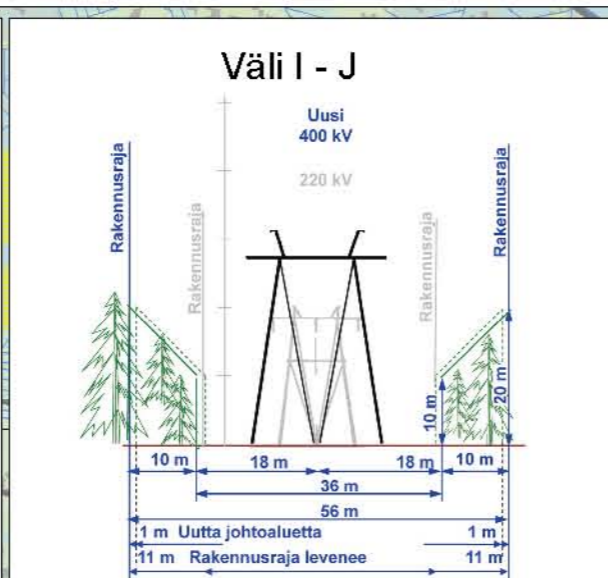 Väli I - J
Uusi
400 kV
220 kV
Rakennusraja
Rakennusraja
Rakennusraja
Rakennusraja
10 m
20 m
10 m
18 m
18 m
10 m
36 m
56 m
1 m Uutta johtoaluetta 1 m
11 m Rakennusraja levenee 11 m